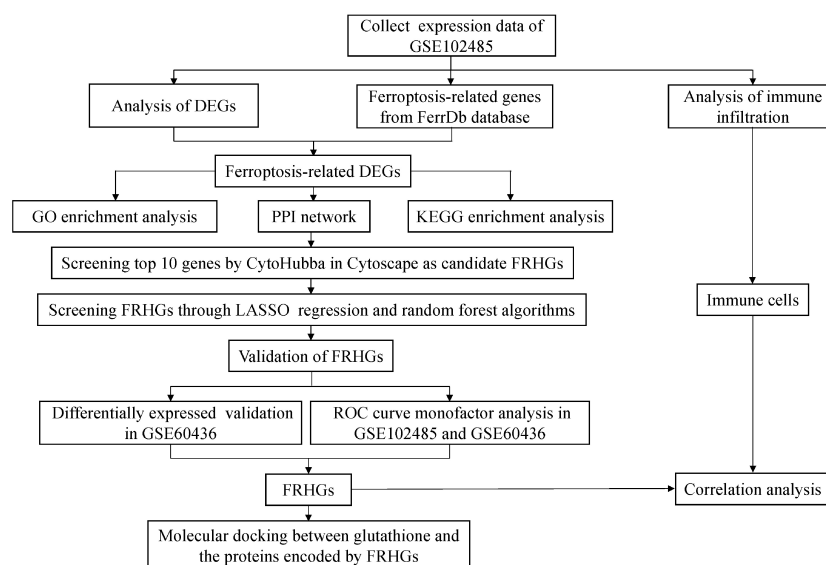 Collect expression data of
GSE102485
Analysis of DEGs
Ferroptosis-related genes
from FerrDb database
Analysis of immune
infiltration
Ferroptosis-related DEGs
GO enrichment analysis
PPI network
KEGG enrichment analysis
Screening top 10 genes by CytoHubba in Cytoscape as candidate FRHGs
Screening FRHGs through LASSO regression and random forest algorithms
Immune cells
Validation of FRHGs
Differentially expressed validation
in GSE60436
ROC curve monofactor analysis in
GSE102485 and GSE60436
FRHGs
Correlation analysis
Molecular docking between glutathione and
the proteins encoded by FRHGs